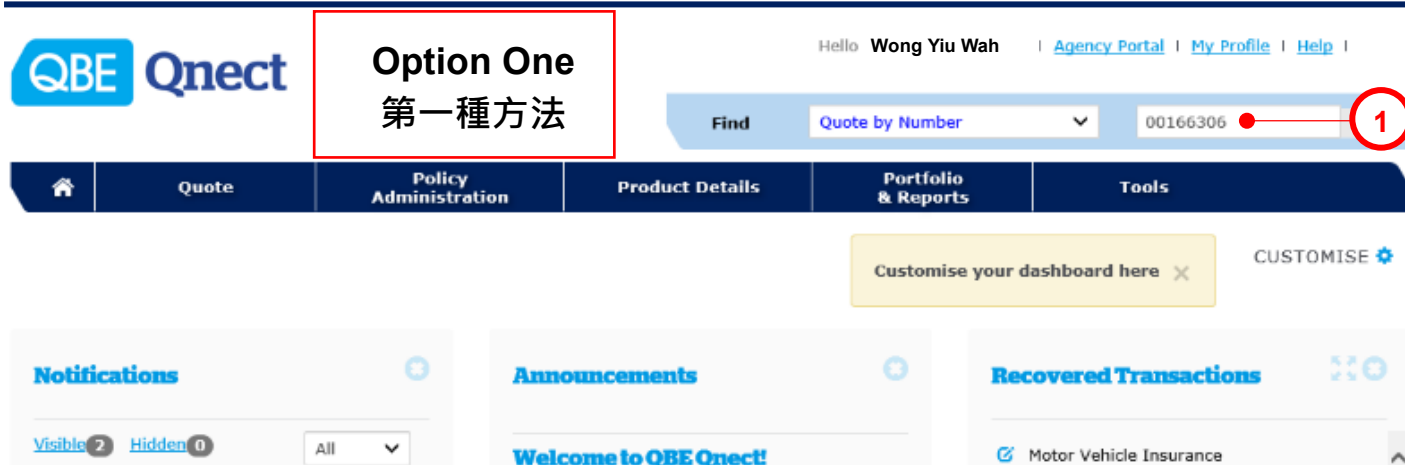 QBE Qnect
Option One
第一種方法
Hello Wong Yiu Wah | Agency Portal | My Profile | Help |
Find Quote by Number 00166306 1
Quote Policy Administration Product Details Portfolio & Reports Tools
Customise your dashboard here
CUSTOMISE
Notifications Announcements Recovered Transactions
Visible 2 Hidden 0 All
Welcome to QBE Qnect!
Motor Vehicle Insurance